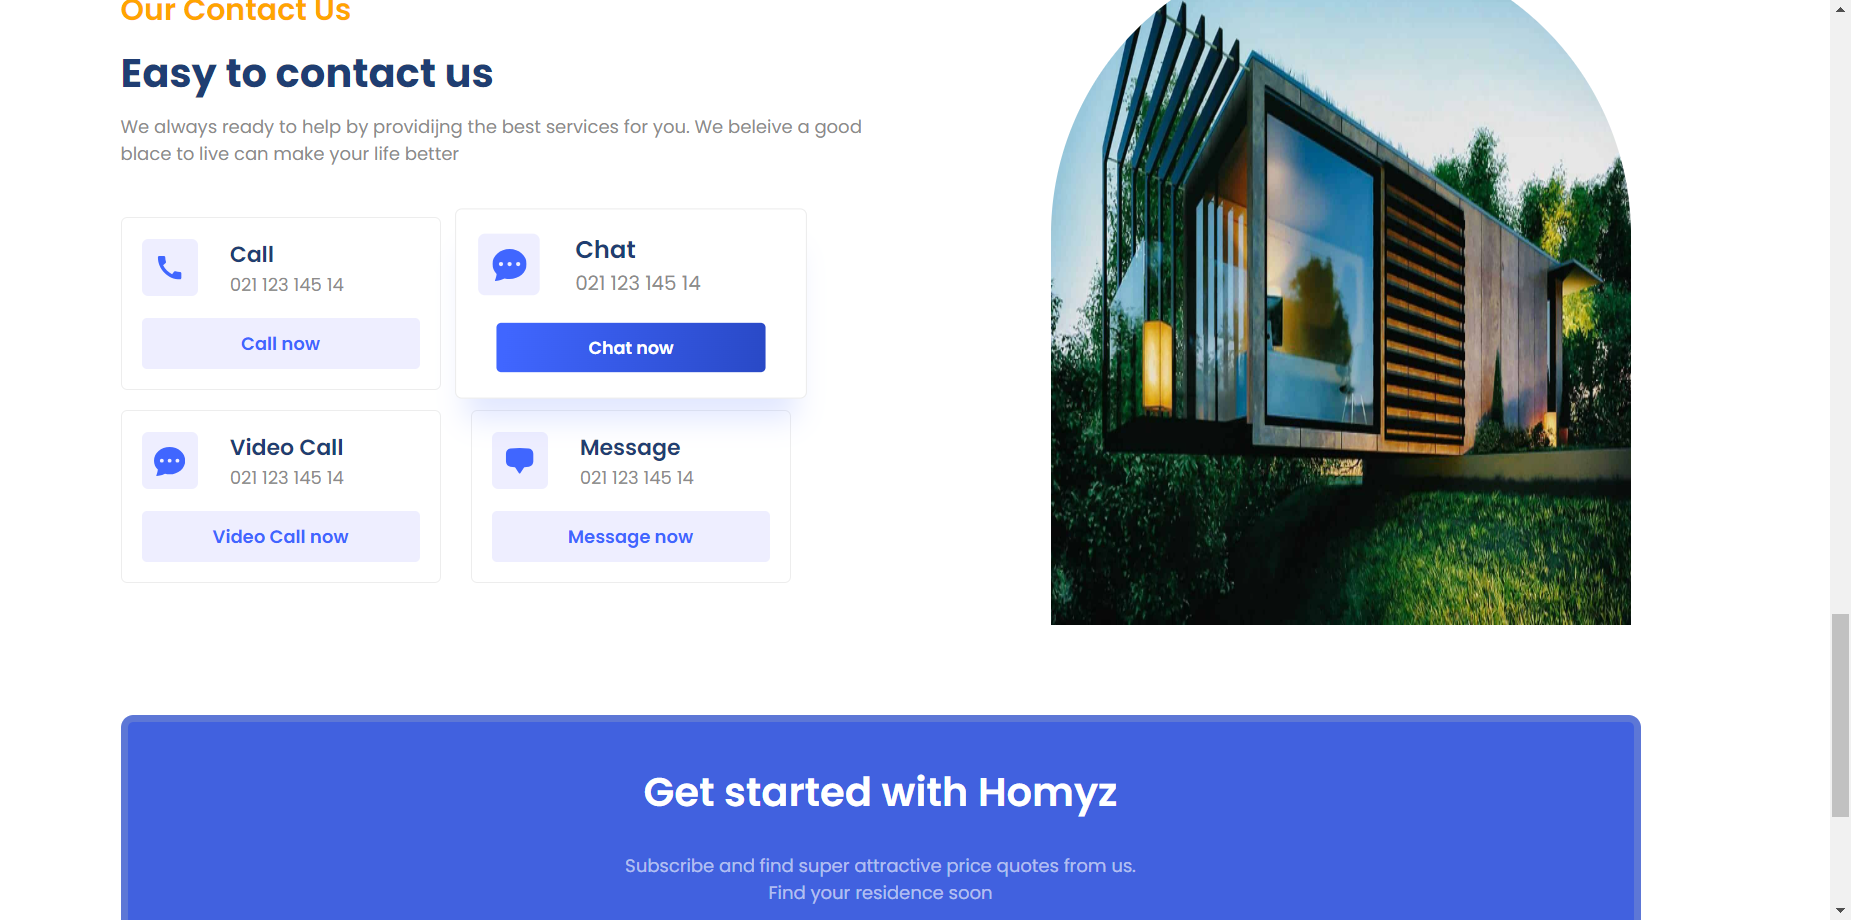 Our Contact Us
Easy to contact us
We always ready to help by providijng the best services for you. We beleive a good
blace to live can make your life better
Call
021 123 145 14
Call now
Chat
021 123 145 14
Chat now
Video Call
021 123 145 14
Video Call now
Message
021 123 145 14
Message now
Get started with Homyz
Subscribe and find super attractive price quotes from us.
Find your residence soon